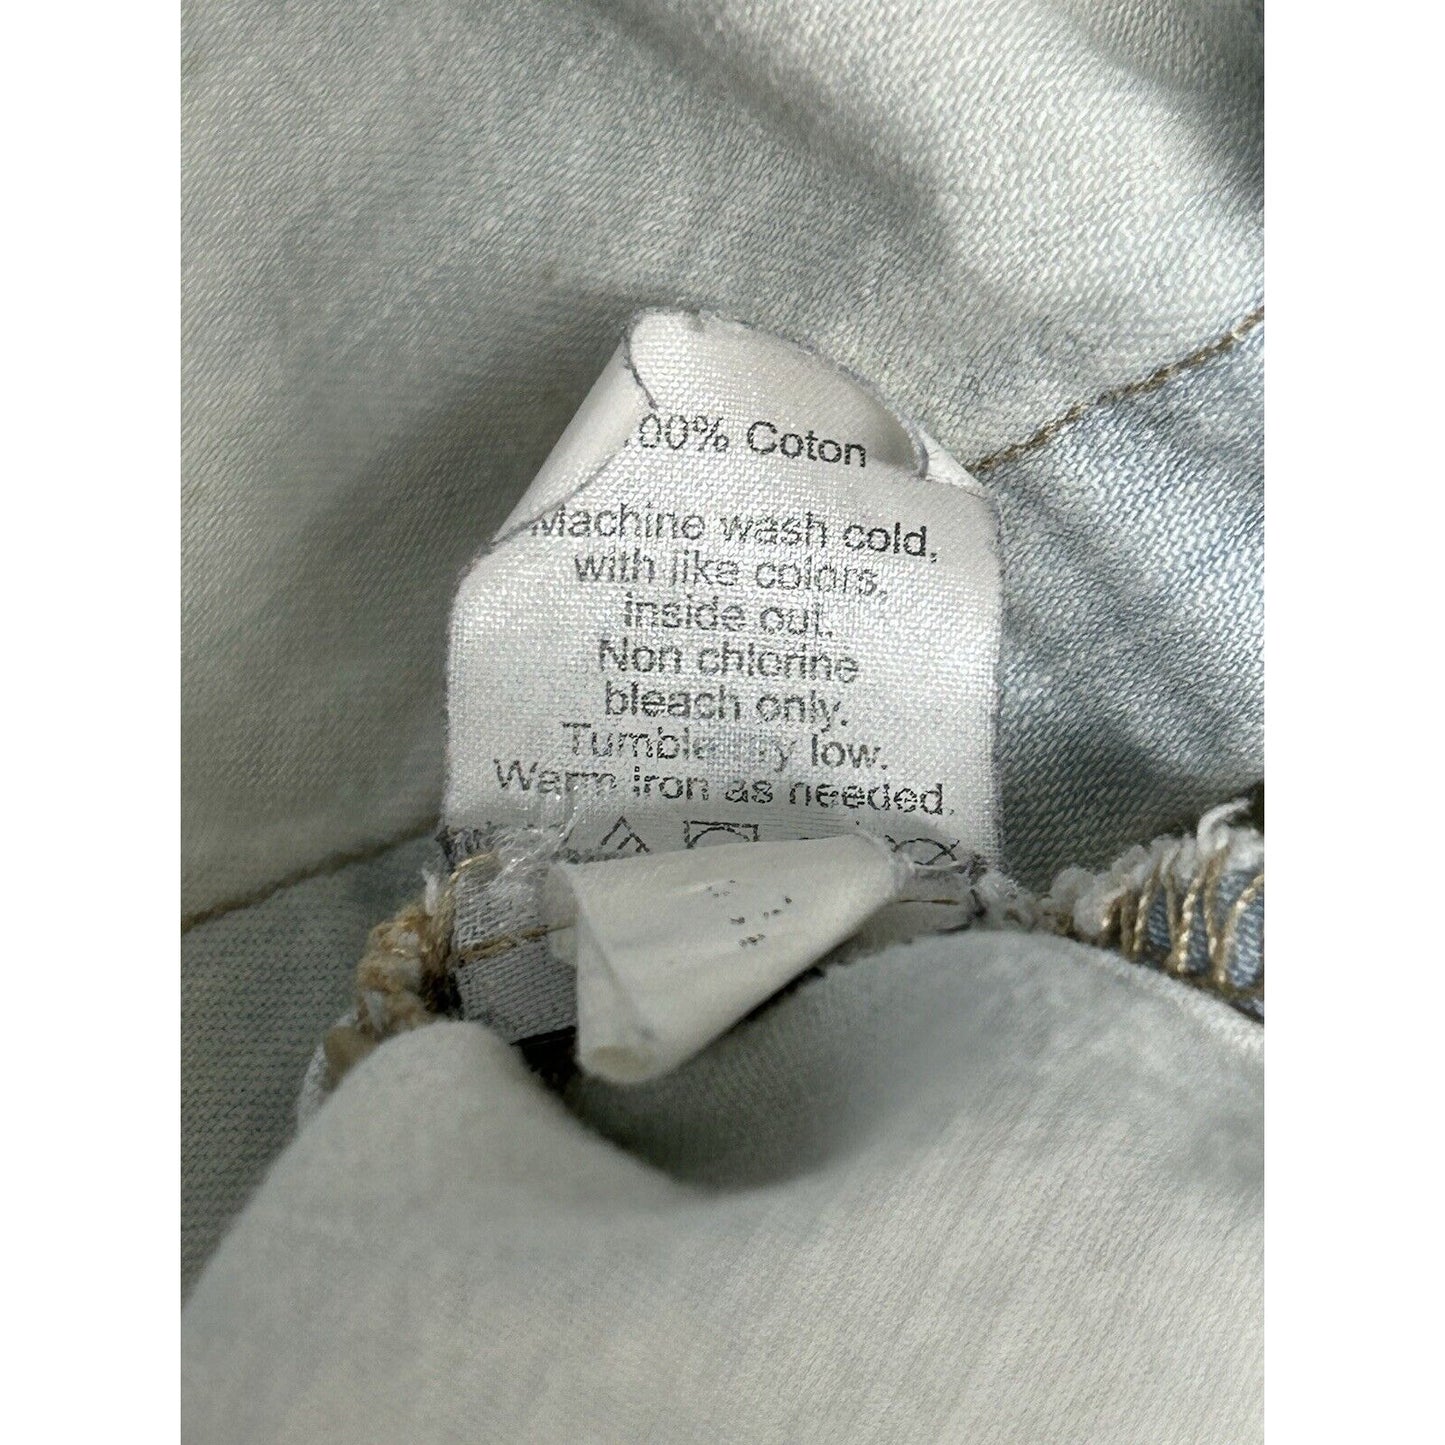 00% Coton
Machine wash cold,
with like colors,
inside out.
Non chlorine
bleach only.
Tumble low.
Warm iron as needed.